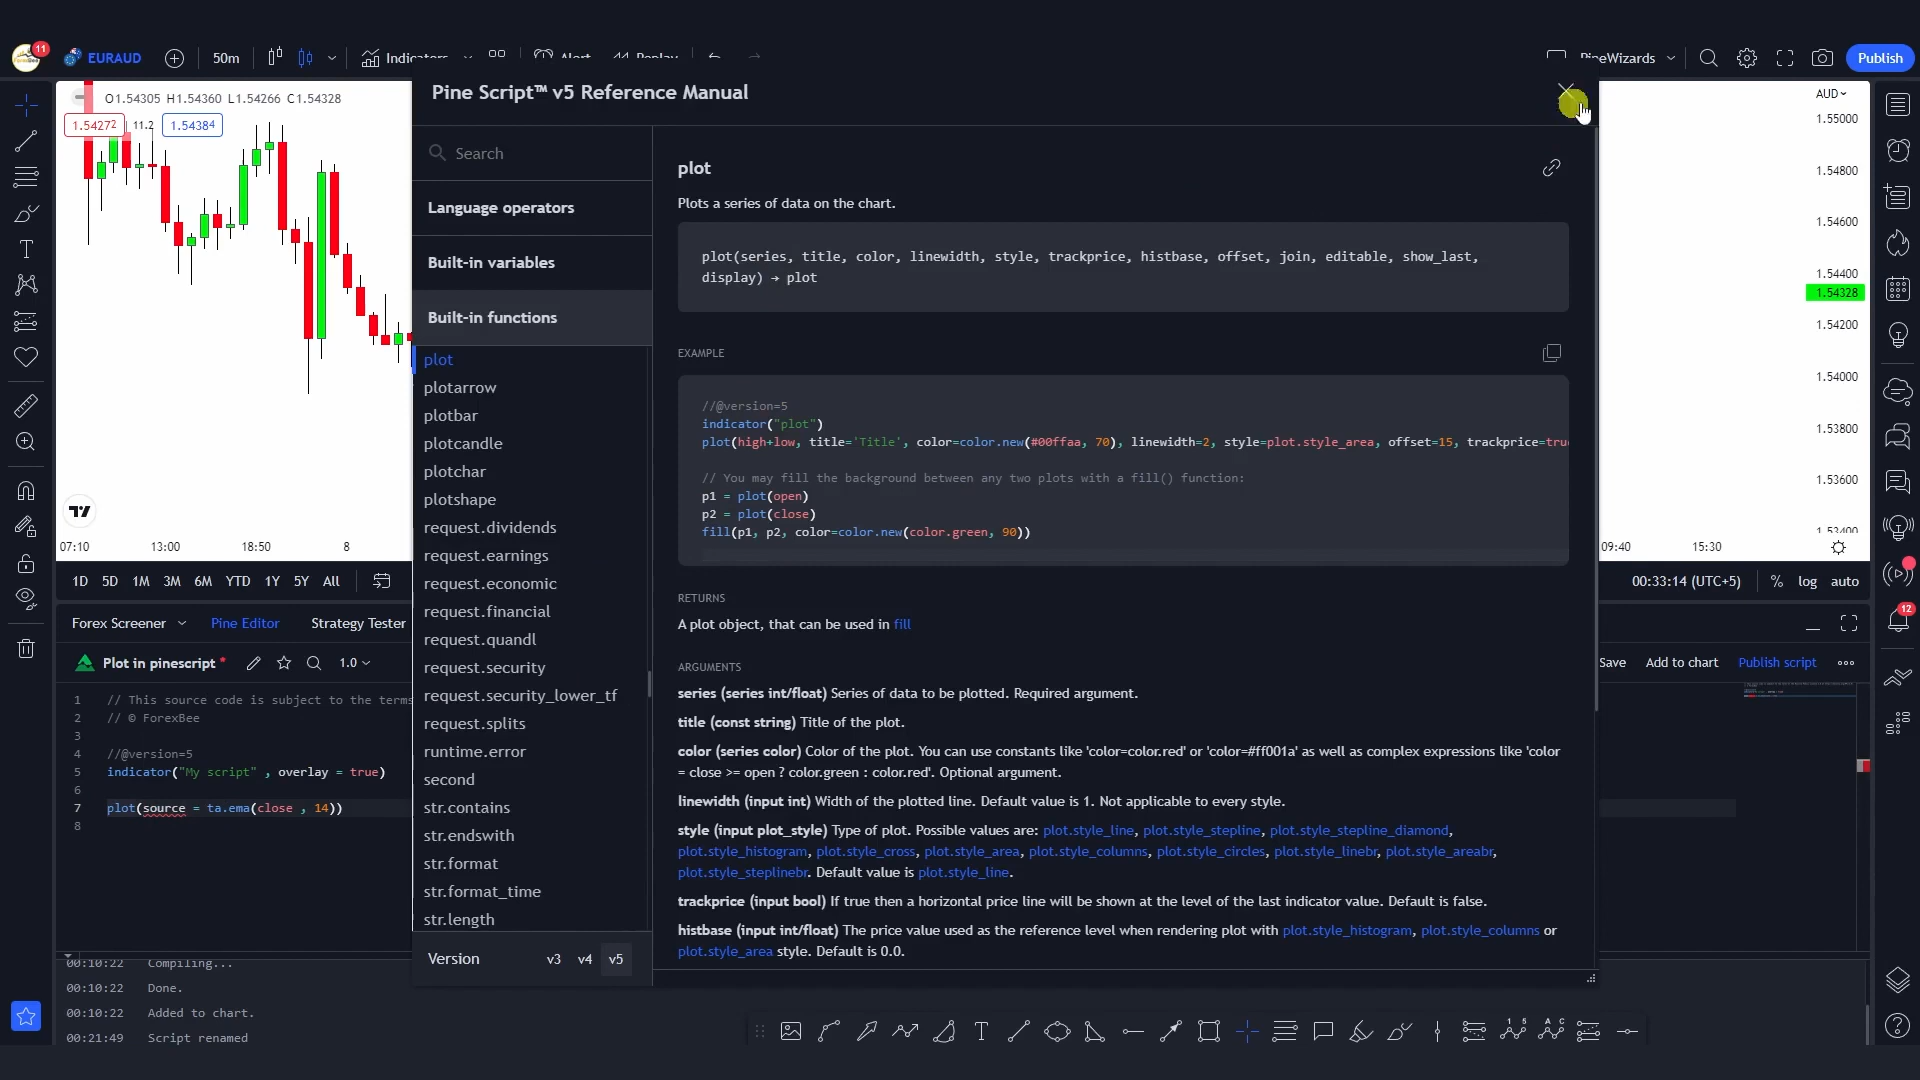 11
EURAUD
50m
Indicators
Alert
Replay
PineWizards
Publish
O1.54305 H1.54360 L1.54266 C1.54328
1.54272 11.2 1.54384
07:10 13:00 18:50 8
1D 5D 1M 3M 6M YTD 1Y 5Y All
Forex Screener Pine Editor Strategy Tester
Plot in pinescript * 1.0
1 // This source code is subject to the terms
2 // © ForexBee
3
4 //@version=5
5 indicator("My script" , overlay = true)
6
7 plot(source = ta.ema(close , 14))
8
00:10:22 Compiling...
00:10:22 Done.
00:10:22 Added to chart.
00:21:49 Script renamed
Pine Script™ v5 Reference Manual
Search
Language operators
Built-in variables
Built-in functions
plot
plotarrow
plotbar
plotcandle
plotchar
plotshape
request.dividends
request.earnings
request.economic
request.financial
request.quandl
request.security
request.security_lower_tf
request.splits
runtime.error
second
str.contains
str.endswith
str.format
str.format_time
str.length
Version v3 v4 v5
plot
Plots a series of data on the chart.
plot(series, title, color, linewidth, style, trackprice, histbase, offset, join, editable, show_last,
display) → plot
EXAMPLE
//@version=5
indicator("plot")
plot(high+low, title='Title', color=color.new(#00ffaa, 70), linewidth=2, style=plot.style_area, offset=15, trackprice=tru
// You may fill the background between any two plots with a fill() function:
p1 = plot(open)
p2 = plot(close)
fill(p1, p2, color=color.new(color.green, 90))
RETURNS
A plot object, that can be used in fill
ARGUMENTS
series (series int/float) Series of data to be plotted. Required argument.
title (const string) Title of the plot.
color (series color) Color of the plot. You can use constants like 'color=color.red' or 'color=#ff001a' as well as complex expressions like 'color
= close >= open ? color.green : color.red'. Optional argument.
linewidth (input int) Width of the plotted line. Default value is 1. Not applicable to every style.
style (input plot_style) Type of plot. Possible values are: plot.style_line, plot.style_stepline, plot.style_stepline_diamond,
plot.style_histogram, plot.style_cross, plot.style_area, plot.style_columns, plot.style_circles, plot.style_linebr, plot.style_areabr,
plot.style_steplinebr. Default value is plot.style_line.
trackprice (input bool) If true then a horizontal price line will be shown at the level of the last indicator value. Default is false.
histbase (input int/float) The price value used as the reference level when rendering plot with plot.style_histogram, plot.style_columns or
plot.style_area style. Default is 0.0.
AUD
1.55000
1.54800
1.54600
1.54400
1.54328
1.54200
1.54000
1.53800
1.53600
1.53400
09:40 15:30
00:33:14 (UTC+5) % log auto
Save Add to chart Publish script
12